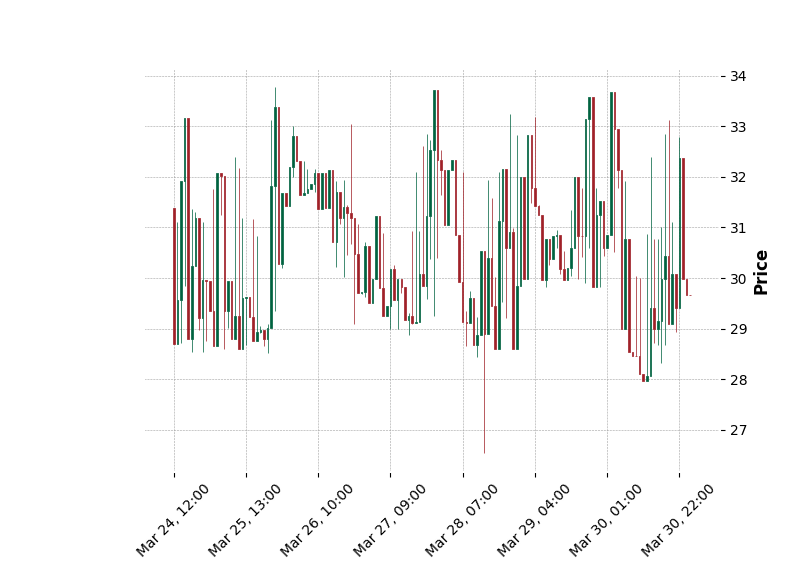 34
33
32
31
30
29
28
27
Price
Mar 24, 12:00
Mar 25, 13:00
Mar 26, 10:00
Mar 27, 09:00
Mar 28, 07:00
Mar 29, 04:00
Mar 30, 01:00
Mar 30, 22:00